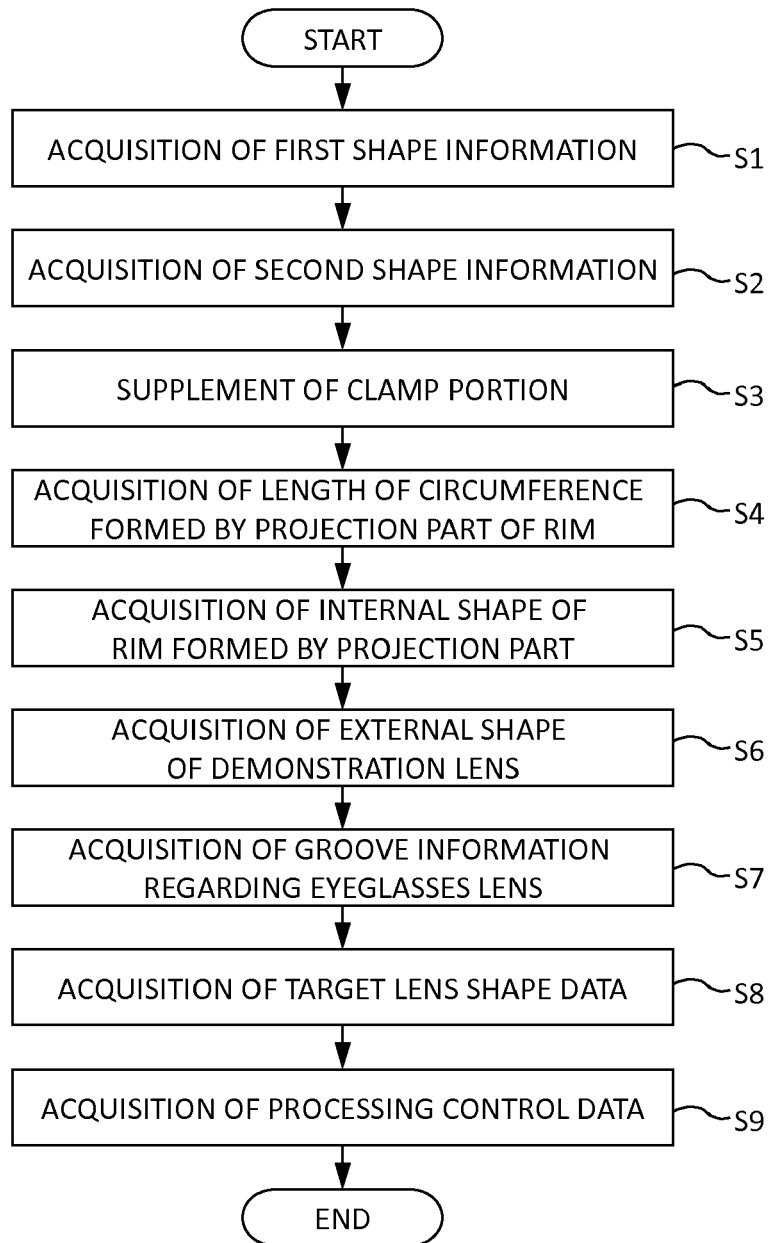 START
ACQUISITION OF FIRST SHAPE INFORMATION
S1
ACQUISITION OF SECOND SHAPE INFORMATION
S2
SUPPLEMENT OF CLAMP PORTION
S3
ACQUISITION OF LENGTH OF CIRCUMFERENCE
FORMED BY PROJECTION PART OF RIM
S4
ACQUISITION OF INTERNAL SHAPE OF
RIM FORMED BY PROJECTION PART
S5
ACQUISITION OF EXTERNAL SHAPE
OF DEMONSTRATION LENS
S6
ACQUISITION OF GROOVE INFORMATION
REGARDING EYEGLASSES LENS
S7
ACQUISITION OF TARGET LENS SHAPE DATA
S8
ACQUISITION OF PROCESSING CONTROL DATA
S9
END